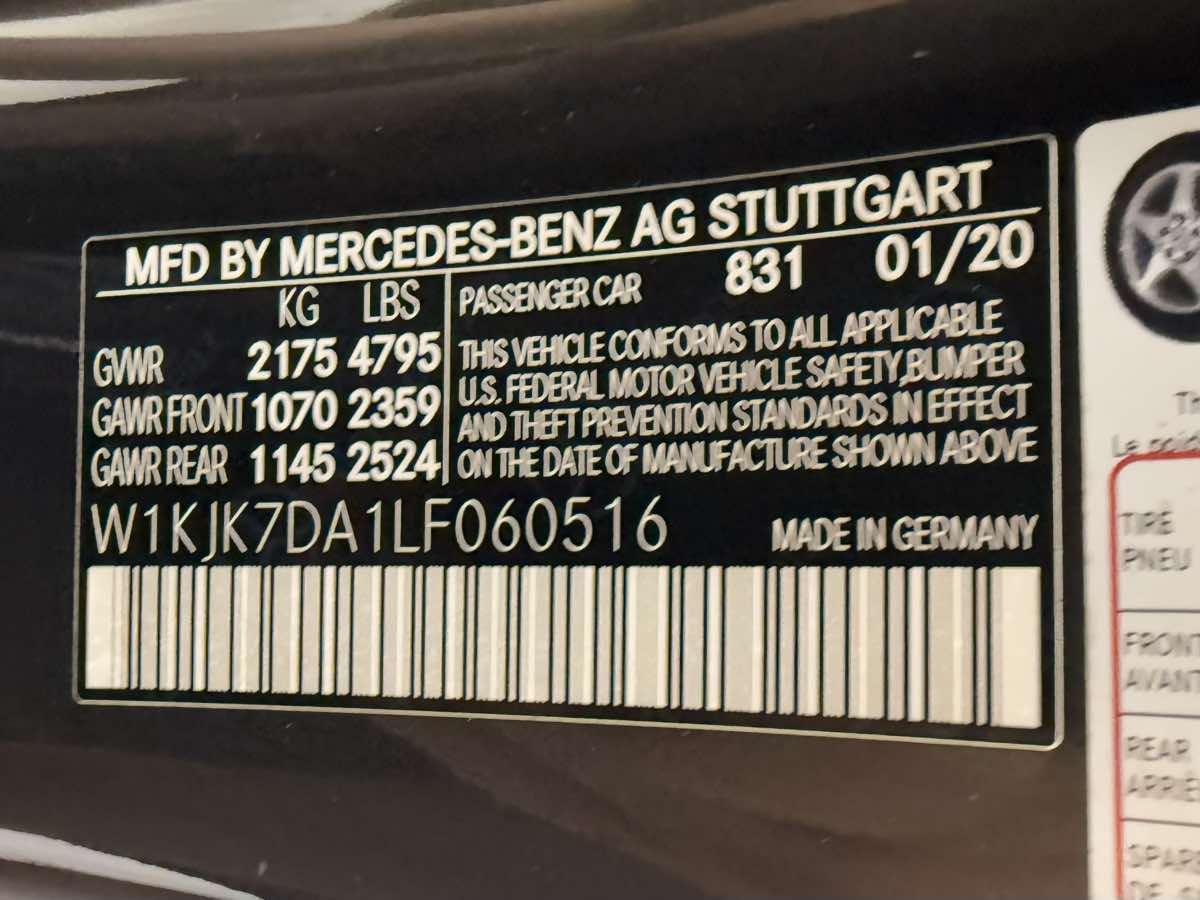 MFD BY MERCEDES-BENZ AG STUTTGART
KG LBS
GVWR 2175 4795
GAWR FRONT 1070 2359
GAWR REAR 1145 2524
PASSENGER CAR 831 01/20
THIS VEHICLE CONFORMS TO ALL APPLICABLE
U.S. FEDERAL MOTOR VEHICLE SAFETY,BUMPER
AND THEFT PREVENTION STANDARDS IN EFFECT
ON THE DATE OF MANUFACTURE SHOWN ABOVE
W1KJK7DA1LF060516 MADE IN GERMANY
Le
TIRE
PNEU
FRONT
AVANT
REAR